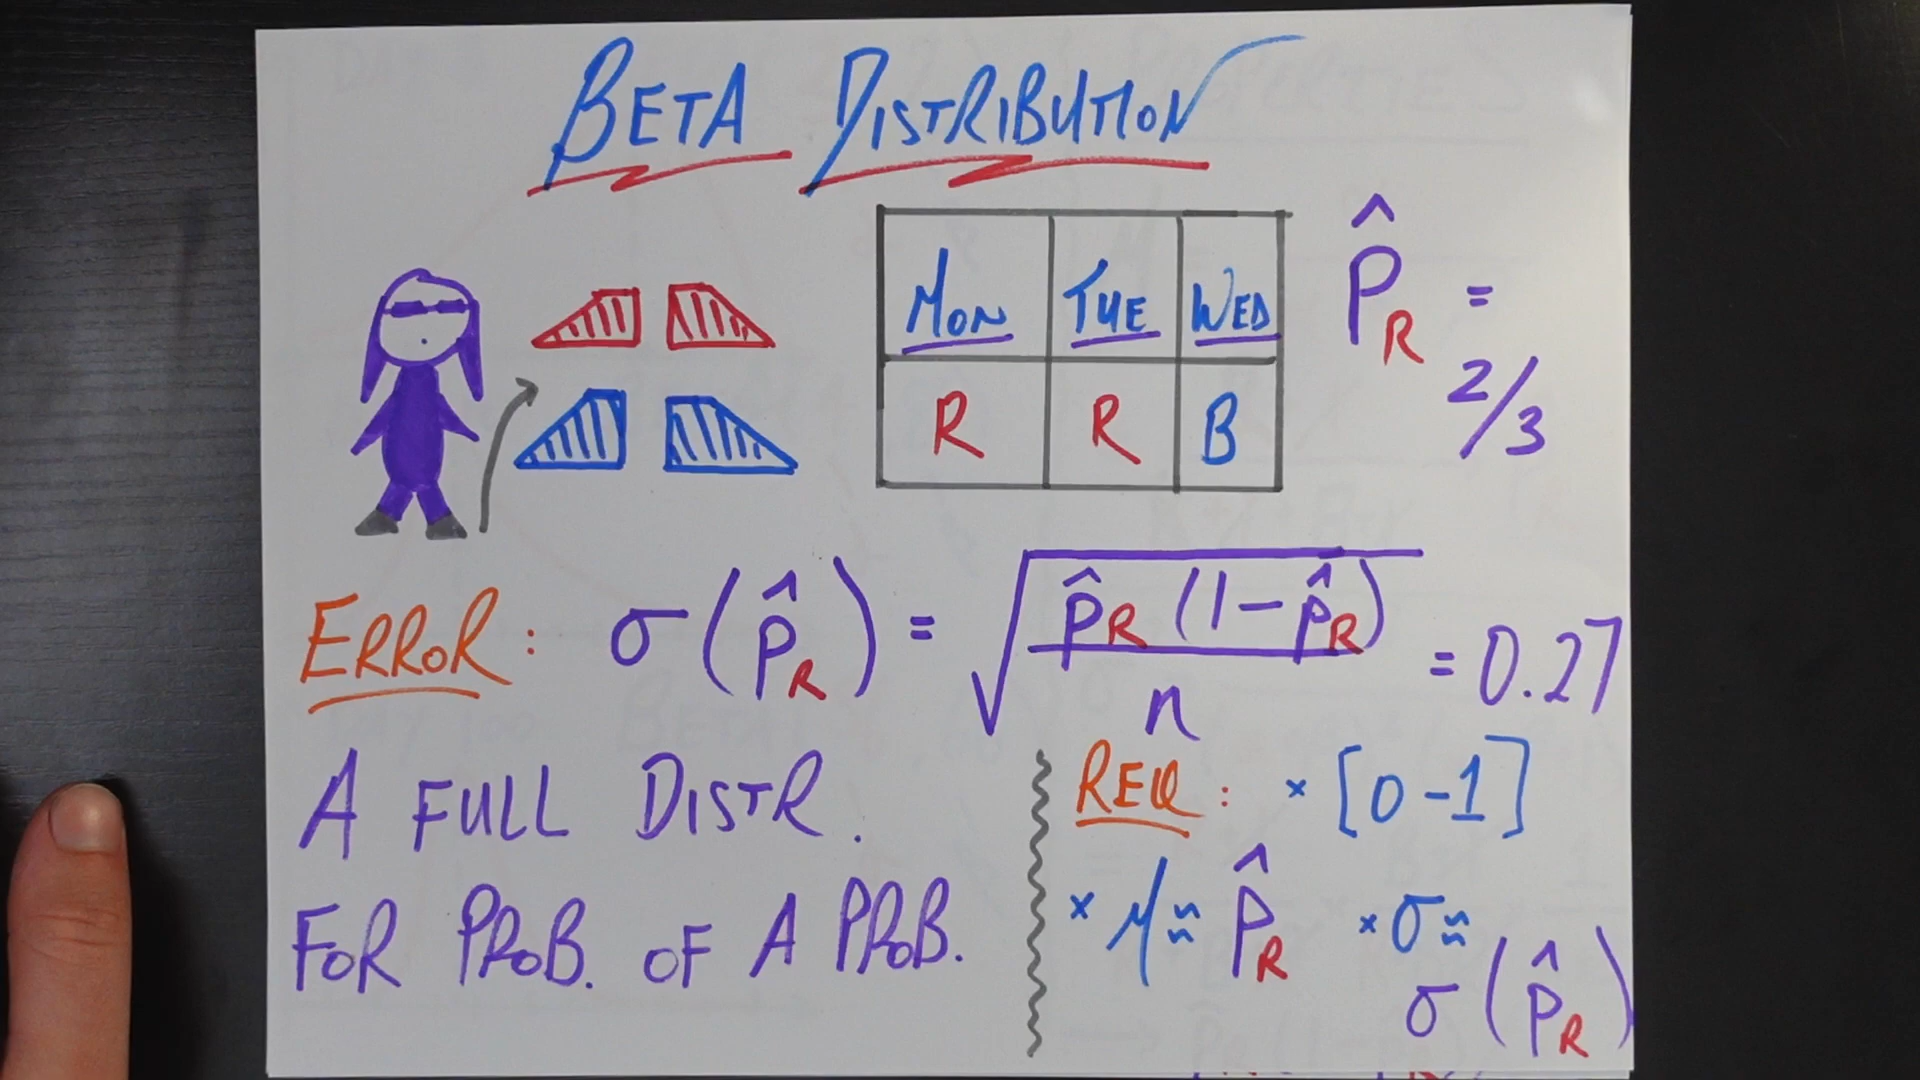 BETA DISTRIBUTION
MON TUE WED
R R B
p̂R = 2/3
ERROR: σ(p̂R) = √(p̂R(1-p̂R)/n) = 0.27
A FULL DISTR.
FOR PROB. OF A PROB.
REQ: × [0-1]
× μ ≈ p̂R × σ ≈
σ(p̂R)